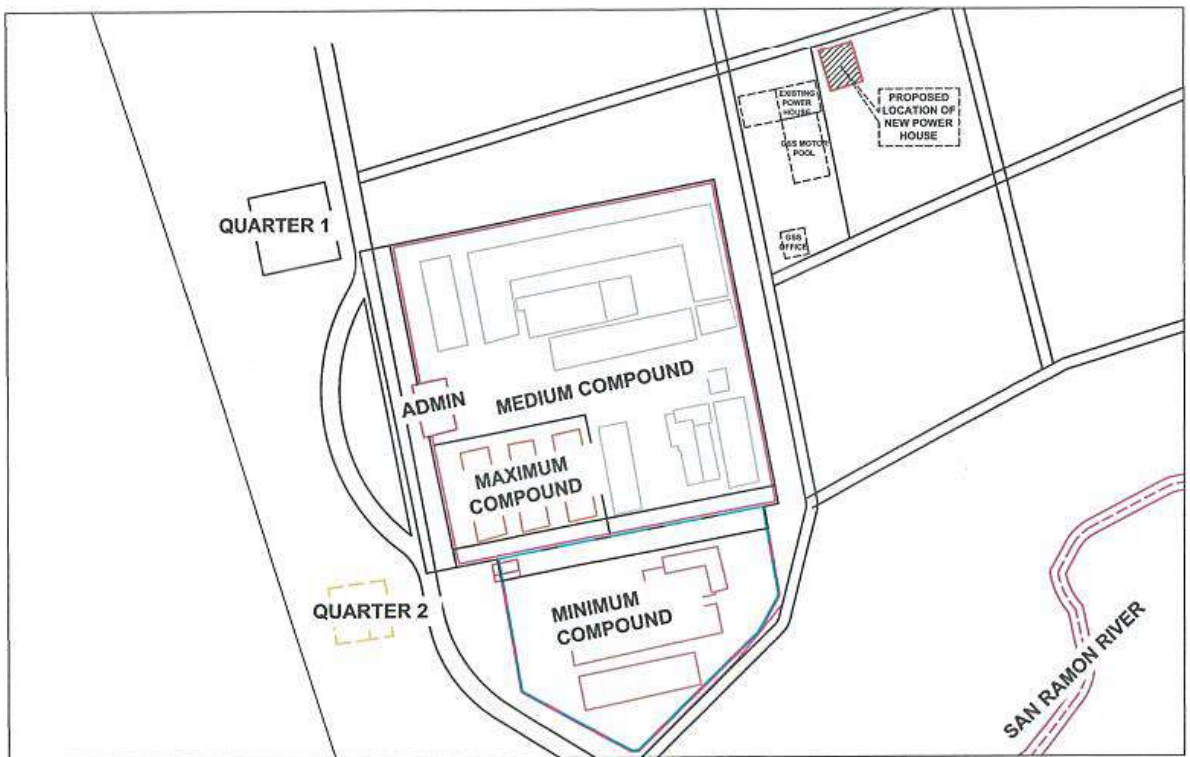 EXISTING
POWER
HOUSE
PROPOSED
LOCATION OF
NEW POWER
HOUSE
GSS MOTOR
POOL
QUARTER 1
GSS
OFFICE
ADMIN
MEDIUM COMPOUND
MAXIMUM
COMPOUND
QUARTER 2
MINIMUM
COMPOUND
SAN RAMON RIVER